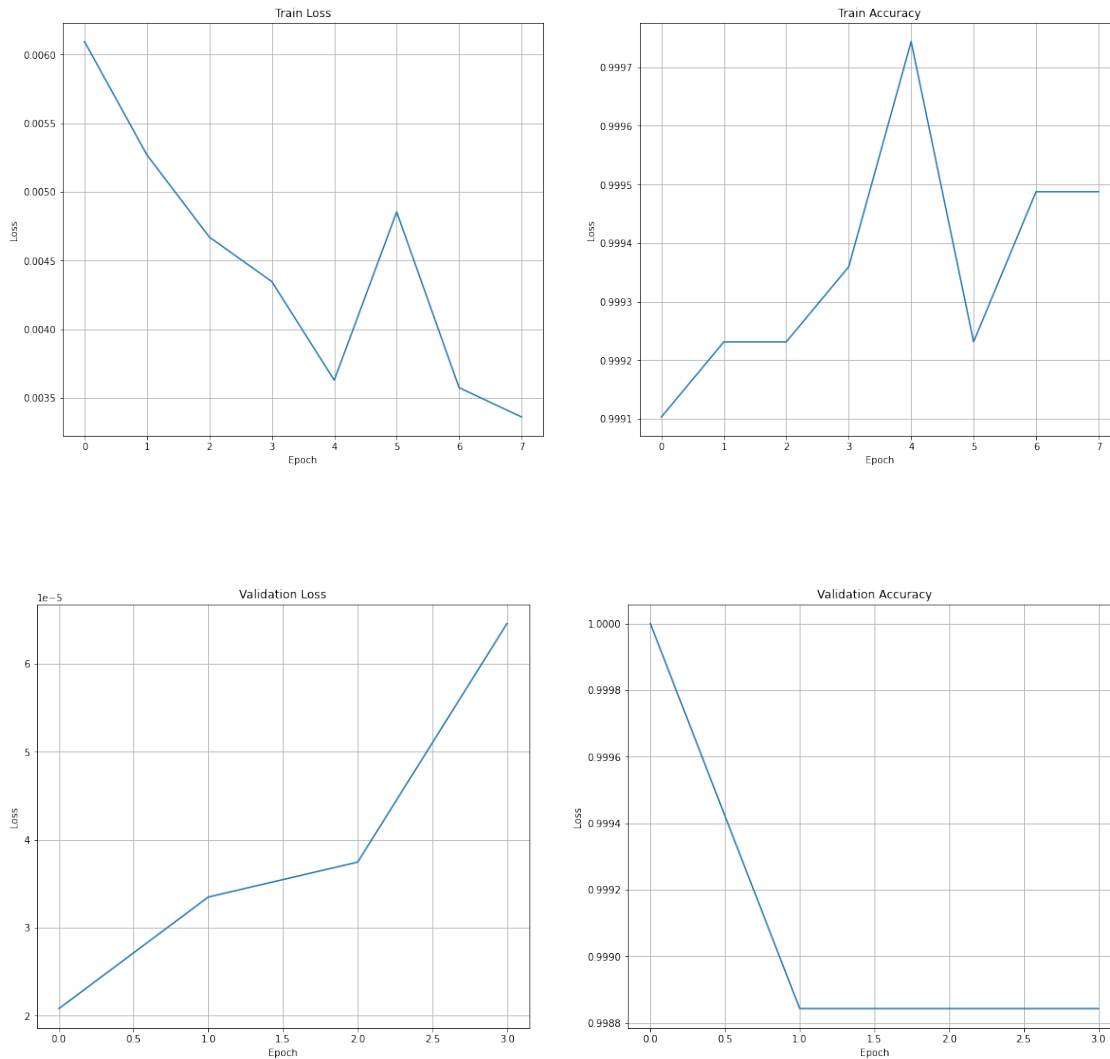 Train Loss
0.0060
0.0055
0.0050
0.0045
0.0040
0.0035
Loss
0 1 2 3 4 5 6 7
Epoch
Train Accuracy
0.9997
0.9996
0.9995
0.9994
0.9993
0.9992
0.9991
Loss
0 1 2 3 4 5 6 7
Epoch
Validation Loss
1e−5
6
5
4
3
2
Loss
0.0 0.5 1.0 1.5 2.0 2.5 3.0
Epoch
Validation Accuracy
1.0000
0.9998
0.9996
0.9994
0.9992
0.9990
0.9988
Loss
0.0 0.5 1.0 1.5 2.0 2.5 3.0
Epoch